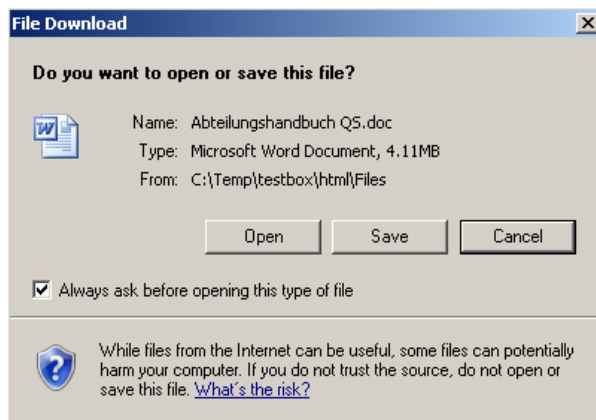 File Download
Do you want to open or save this file?
Name: Abteilungshandbuch QS.doc
Type: Microsoft Word Document, 4.11MB
From: C:\Temp\testbox\html\Files
Open Save Cancel
Always ask before opening this type of file
While files from the Internet can be useful, some files can potentially
harm your computer. If you do not trust the source, do not open or
save this file. What's the risk?